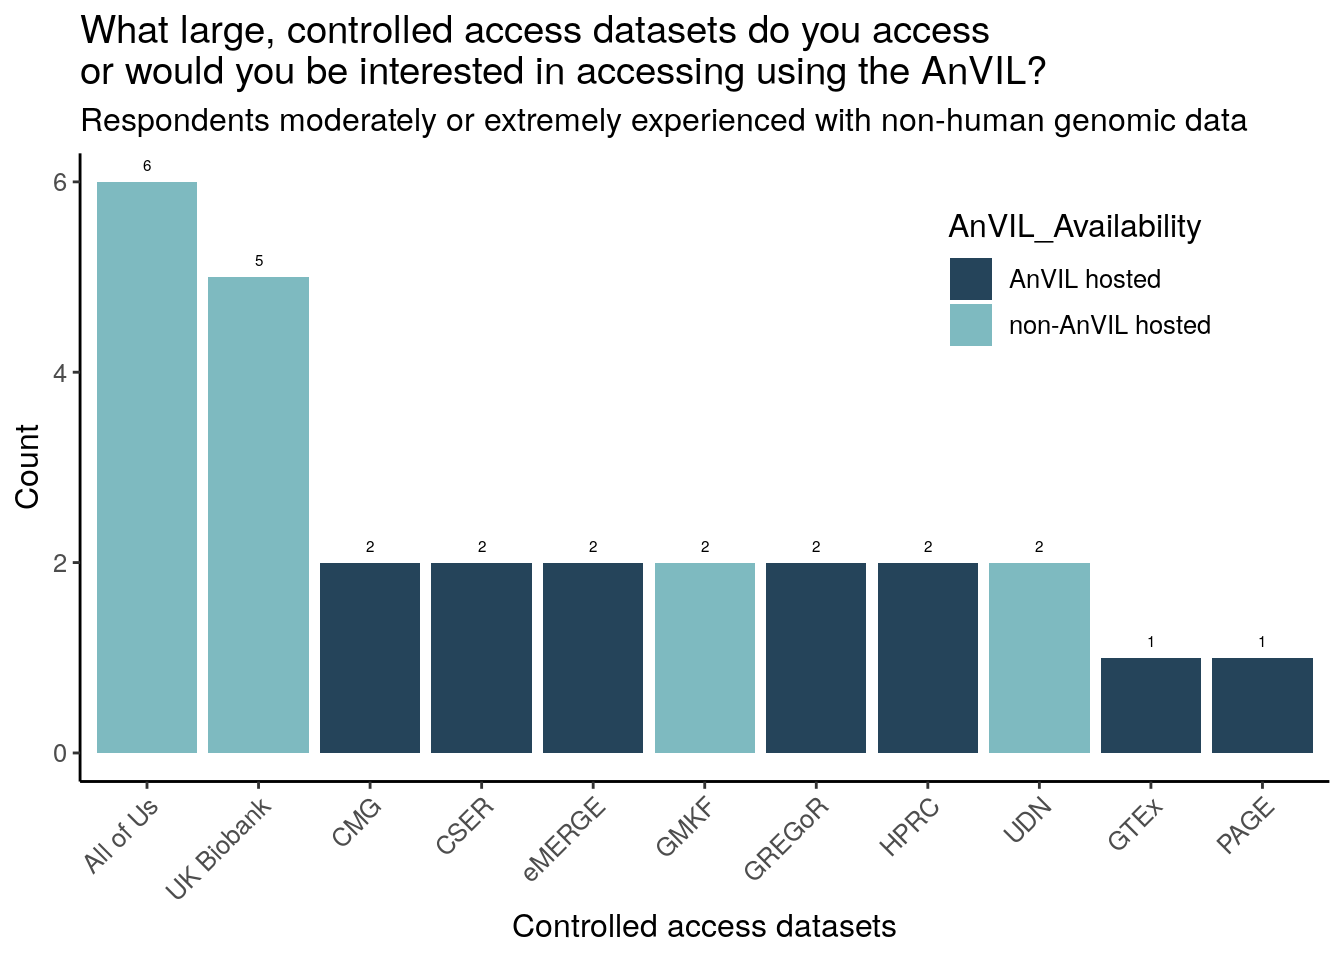 What large, controlled access datasets do you access
or would you be interested in accessing using the AnVIL?
Respondents moderately or extremely experienced with non-human genomic data
6
5
2
2
2
2
2
2
2
1
1
AnVIL_Availability
AnVIL hosted
non-AnVIL hosted
Count
6
4
2
0
All of Us
UK Biobank
CMG
CSER
eMERGE
GMKF
GREGoR
HPRC
UDN
GTEx
PAGE
Controlled access datasets